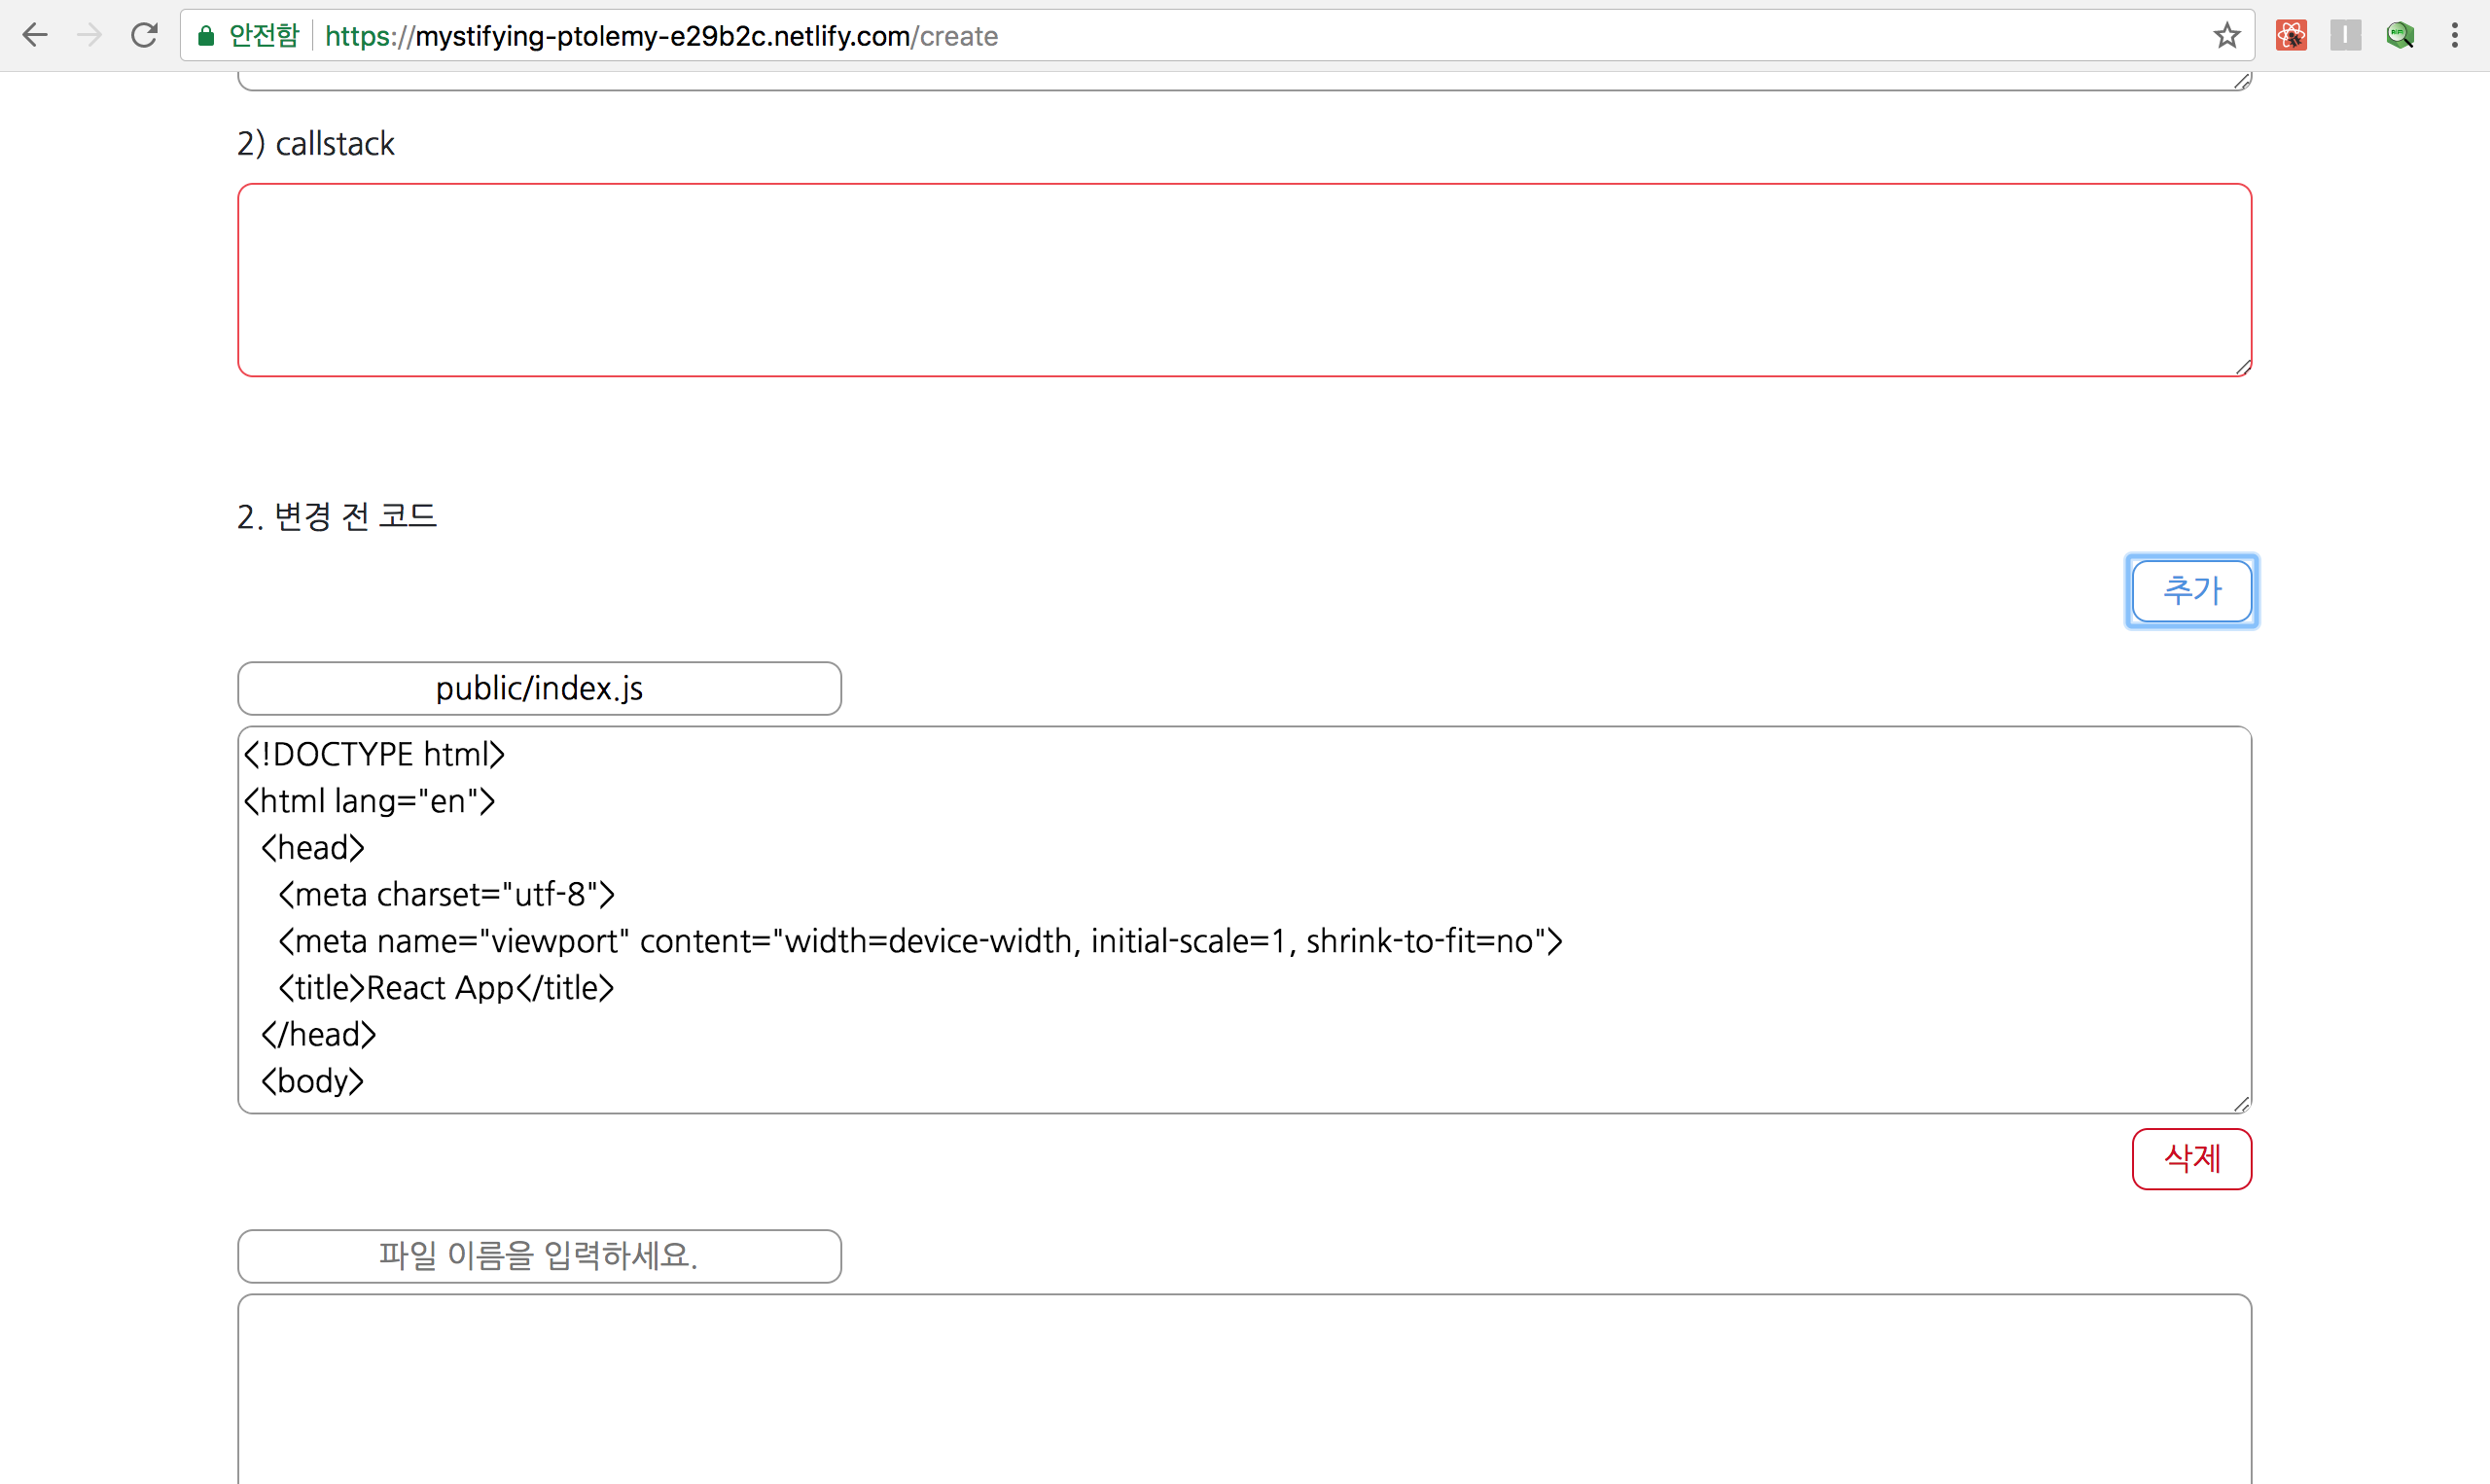 안전함 https://mystifying-ptolemy-e29b2c.netlify.com/create
2) callstack
2. 변경 전 코드
추가
public/index.js
<!DOCTYPE html>
<html lang="en">
<head>
<meta charset="utf-8">
<meta name="viewport" content="width=device-width, initial-scale=1, shrink-to-fit=no">
<title>React App</title>
</head>
<body>
삭제
파일 이름을 입력하세요.